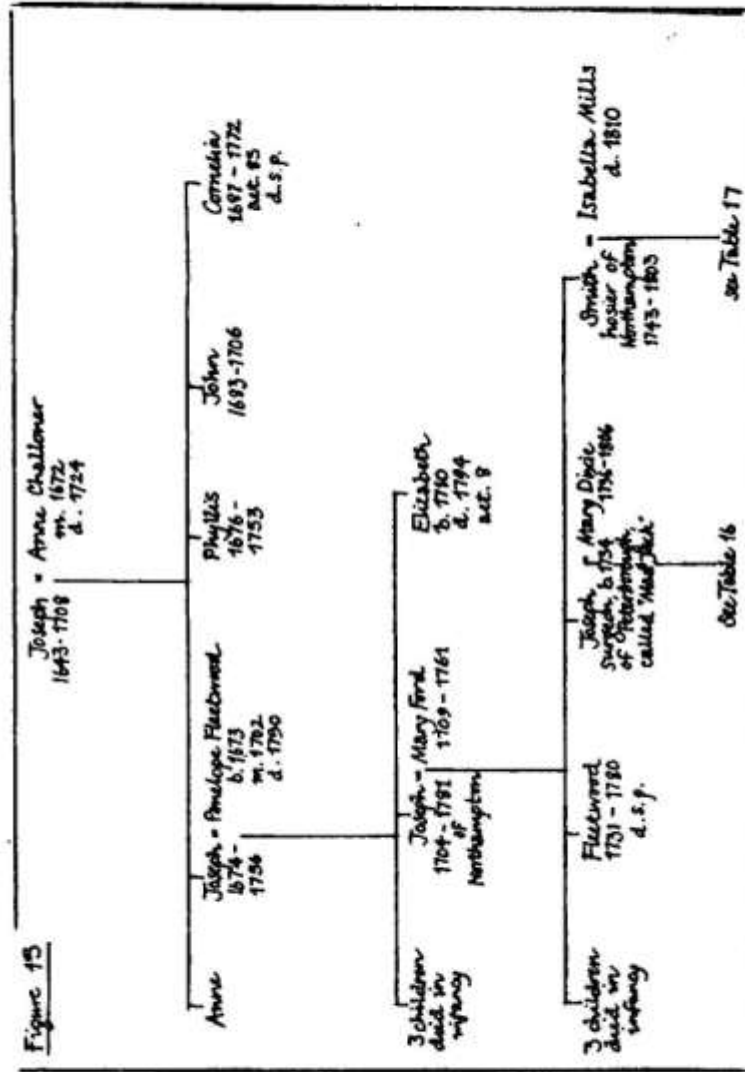 Figure 15
Joseph = Anne Challoner
1643-1708
m. 1672
d. 1724
Anne
Joseph = Penelope Fleetwood
1674-
1736
b. 1673
m. 1702
d. 1730
Phyllis
1676-
1753
John
1683-1706
Cornelia
1687-1772
aet. 85
d.s.p.
3 children
died in
infancy
Joseph = Mary Ford
1704-1781
of
Northampton
1709-1761
Elizabeth
aet. 8
3 children
died in
infancy
Fleetwood
1731-1780
d.s.p.
Joseph
Mary Dixie
surgeon, b. 1734
1736-1806
of Peterborough,
called "Mad Jack"
See Table 16
Smith = Isabella Mills
hosier of
Northampton
1743-1803
d. 1810
see Table 17